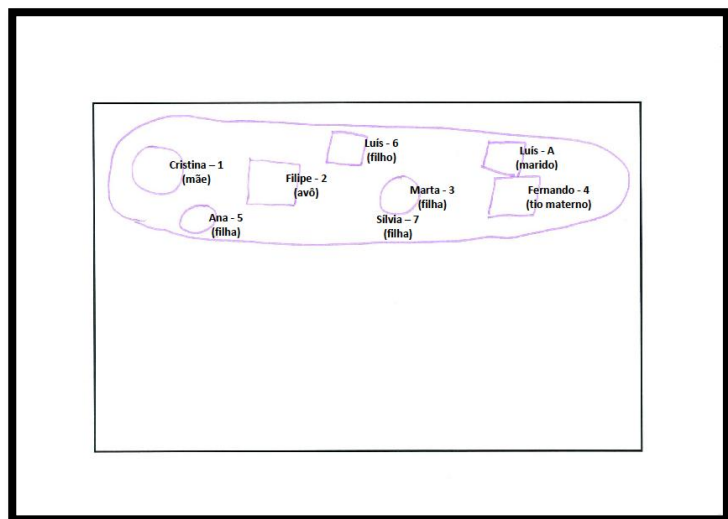 Luís - 6
(filho)
Luís - A
(marido)
Cristina – 1
(mãe)
Filipe - 2
(avô)
Marta - 3
(filha)
Fernando - 4
(tio materno)
Ana - 5
(filha)
Silvia – 7
(filha)